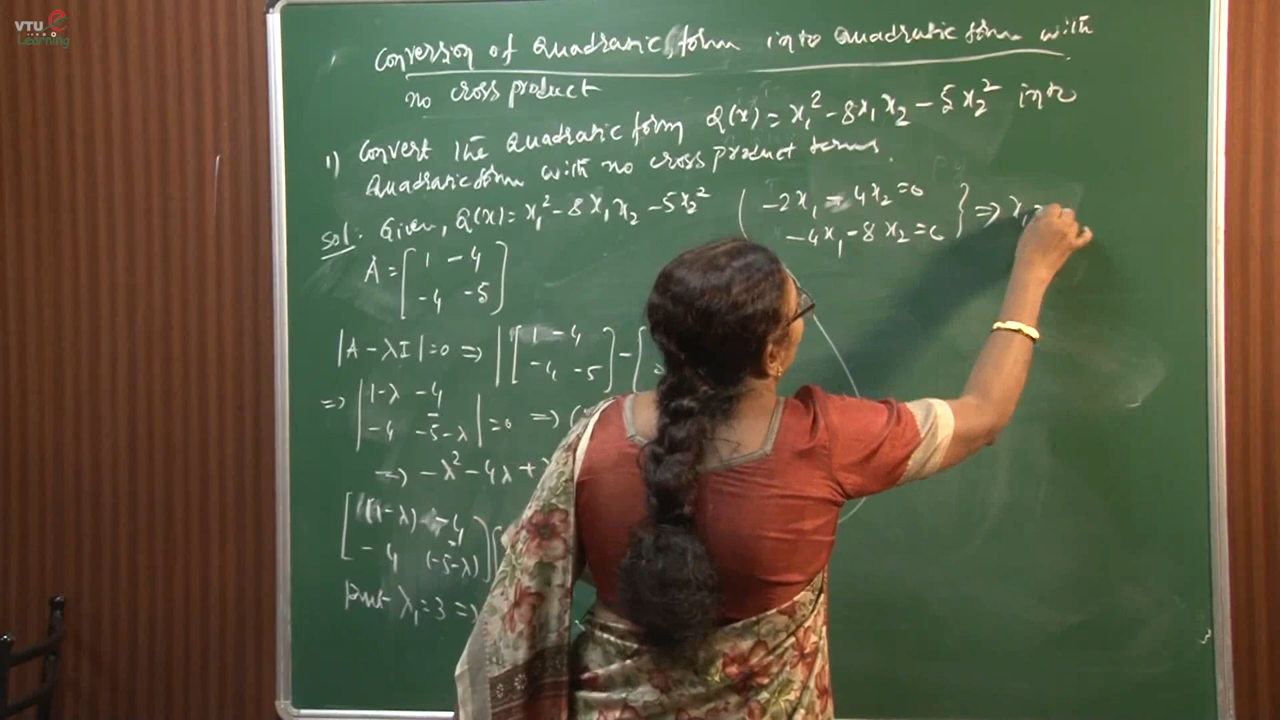 VTU e
Learning
Conversion of Quadratic form into Quadratic form with
no cross product
1) Convert the Quadratic form Q(x) = x₁² - 8x₁x₂ - 5x₂² into
Quadratic form with no cross product terms.
Sol: Given, Q(x) = x₁² - 8x₁x₂ - 5x₂²
A = [1 -4
-4 -5]
|A - λI| = 0 ⇒ |[1 -4
-4 -5] - [
⇒ |1-λ -4
-4 -5-λ| = 0 ⇒ (
⇒ -λ² - 4λ +
[(1-λ) -4
-4 (-5-λ)] [
Put λ₁ = 3 ⇒
-2x₁ - 4x₂ = 0
-4x₁ - 8x₂ = 0 } ⇒ x₁ =